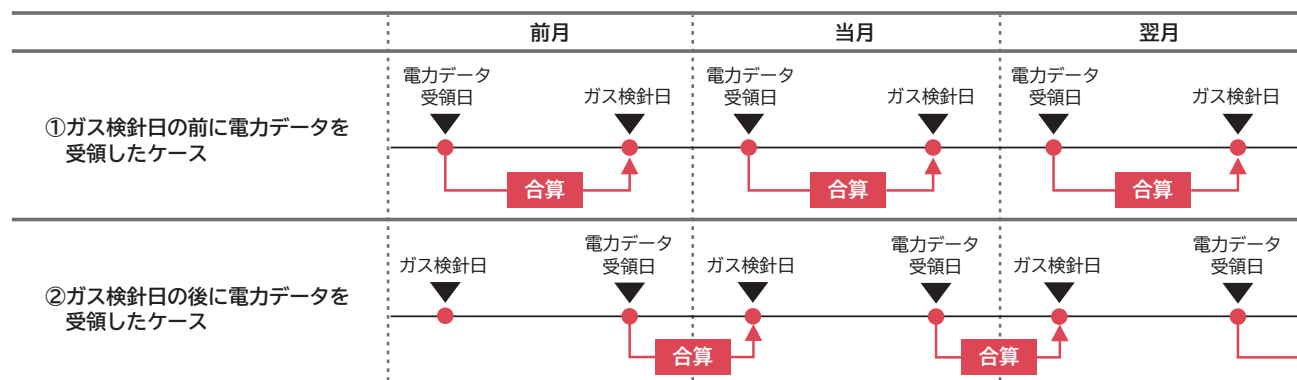 前月
当月
翌月
①ガス検針日の前に電力データを
受領したケース
電力データ
受領日
ガス検針日
電力データ
受領日
ガス検針日
電力データ
受領日
ガス検針日
合算
合算
合算
②ガス検針日の後に電力データを
受領したケース
ガス検針日
電力データ
受領日
ガス検針日
電力データ
受領日
ガス検針日
電力データ
受領日
合算
合算